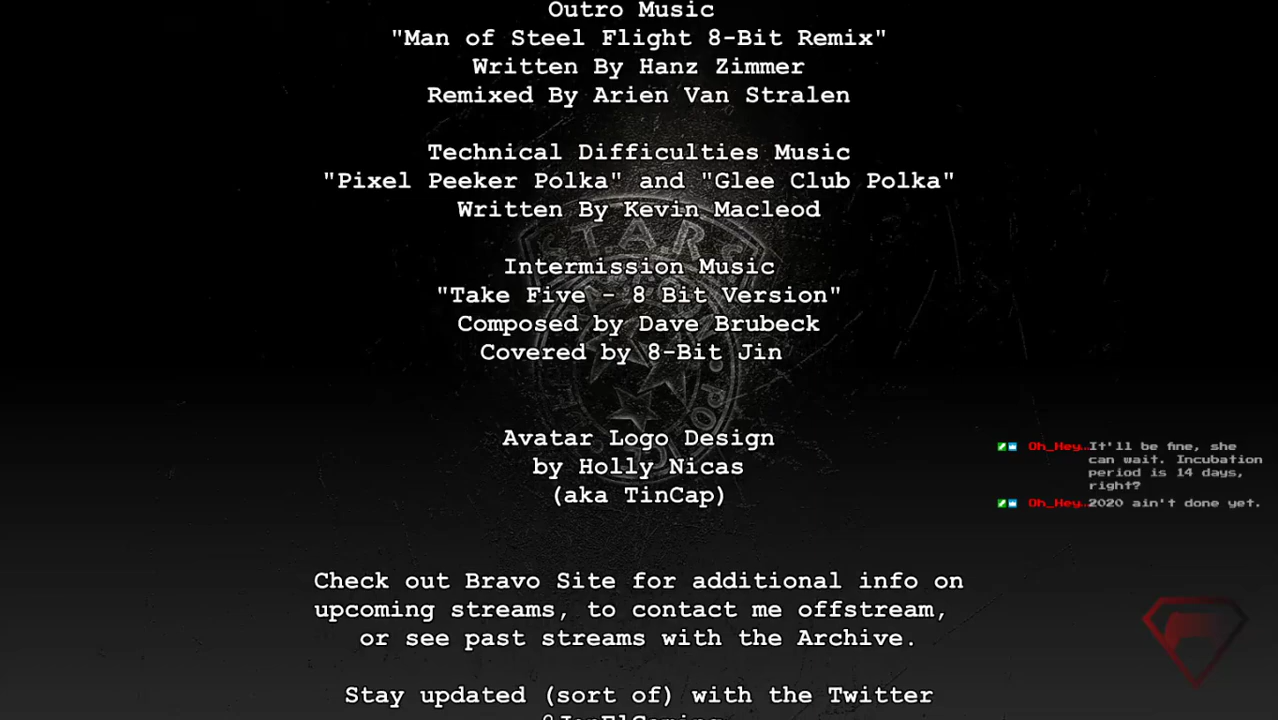 Outro Music
"Man of Steel Flight 8-Bit Remix"
Written By Hanz Zimmer
Remixed By Arien Van Stralen
Technical Difficulties Music
"Pixel Peeker Polka" and "Glee Club Polka"
Written By Kevin Macleod
S.T.A.R.S
Intermission Music
"Take Five - 8 Bit Version"
Composed by Dave Brubeck
Covered by 8-Bit Jin
Avatar Logo Design
by Holly Nicas
(aka TinCap)
Check out Bravo Site for additional info on
upcoming streams, to contact me offstream,
or see past streams with the Archive.
Stay updated (sort of) with the Twitter
Oh_Hey…It'll be fine, she
can wait. Incubation
period is 14 days,
right?
Oh_Hey…2020 ain't done yet.